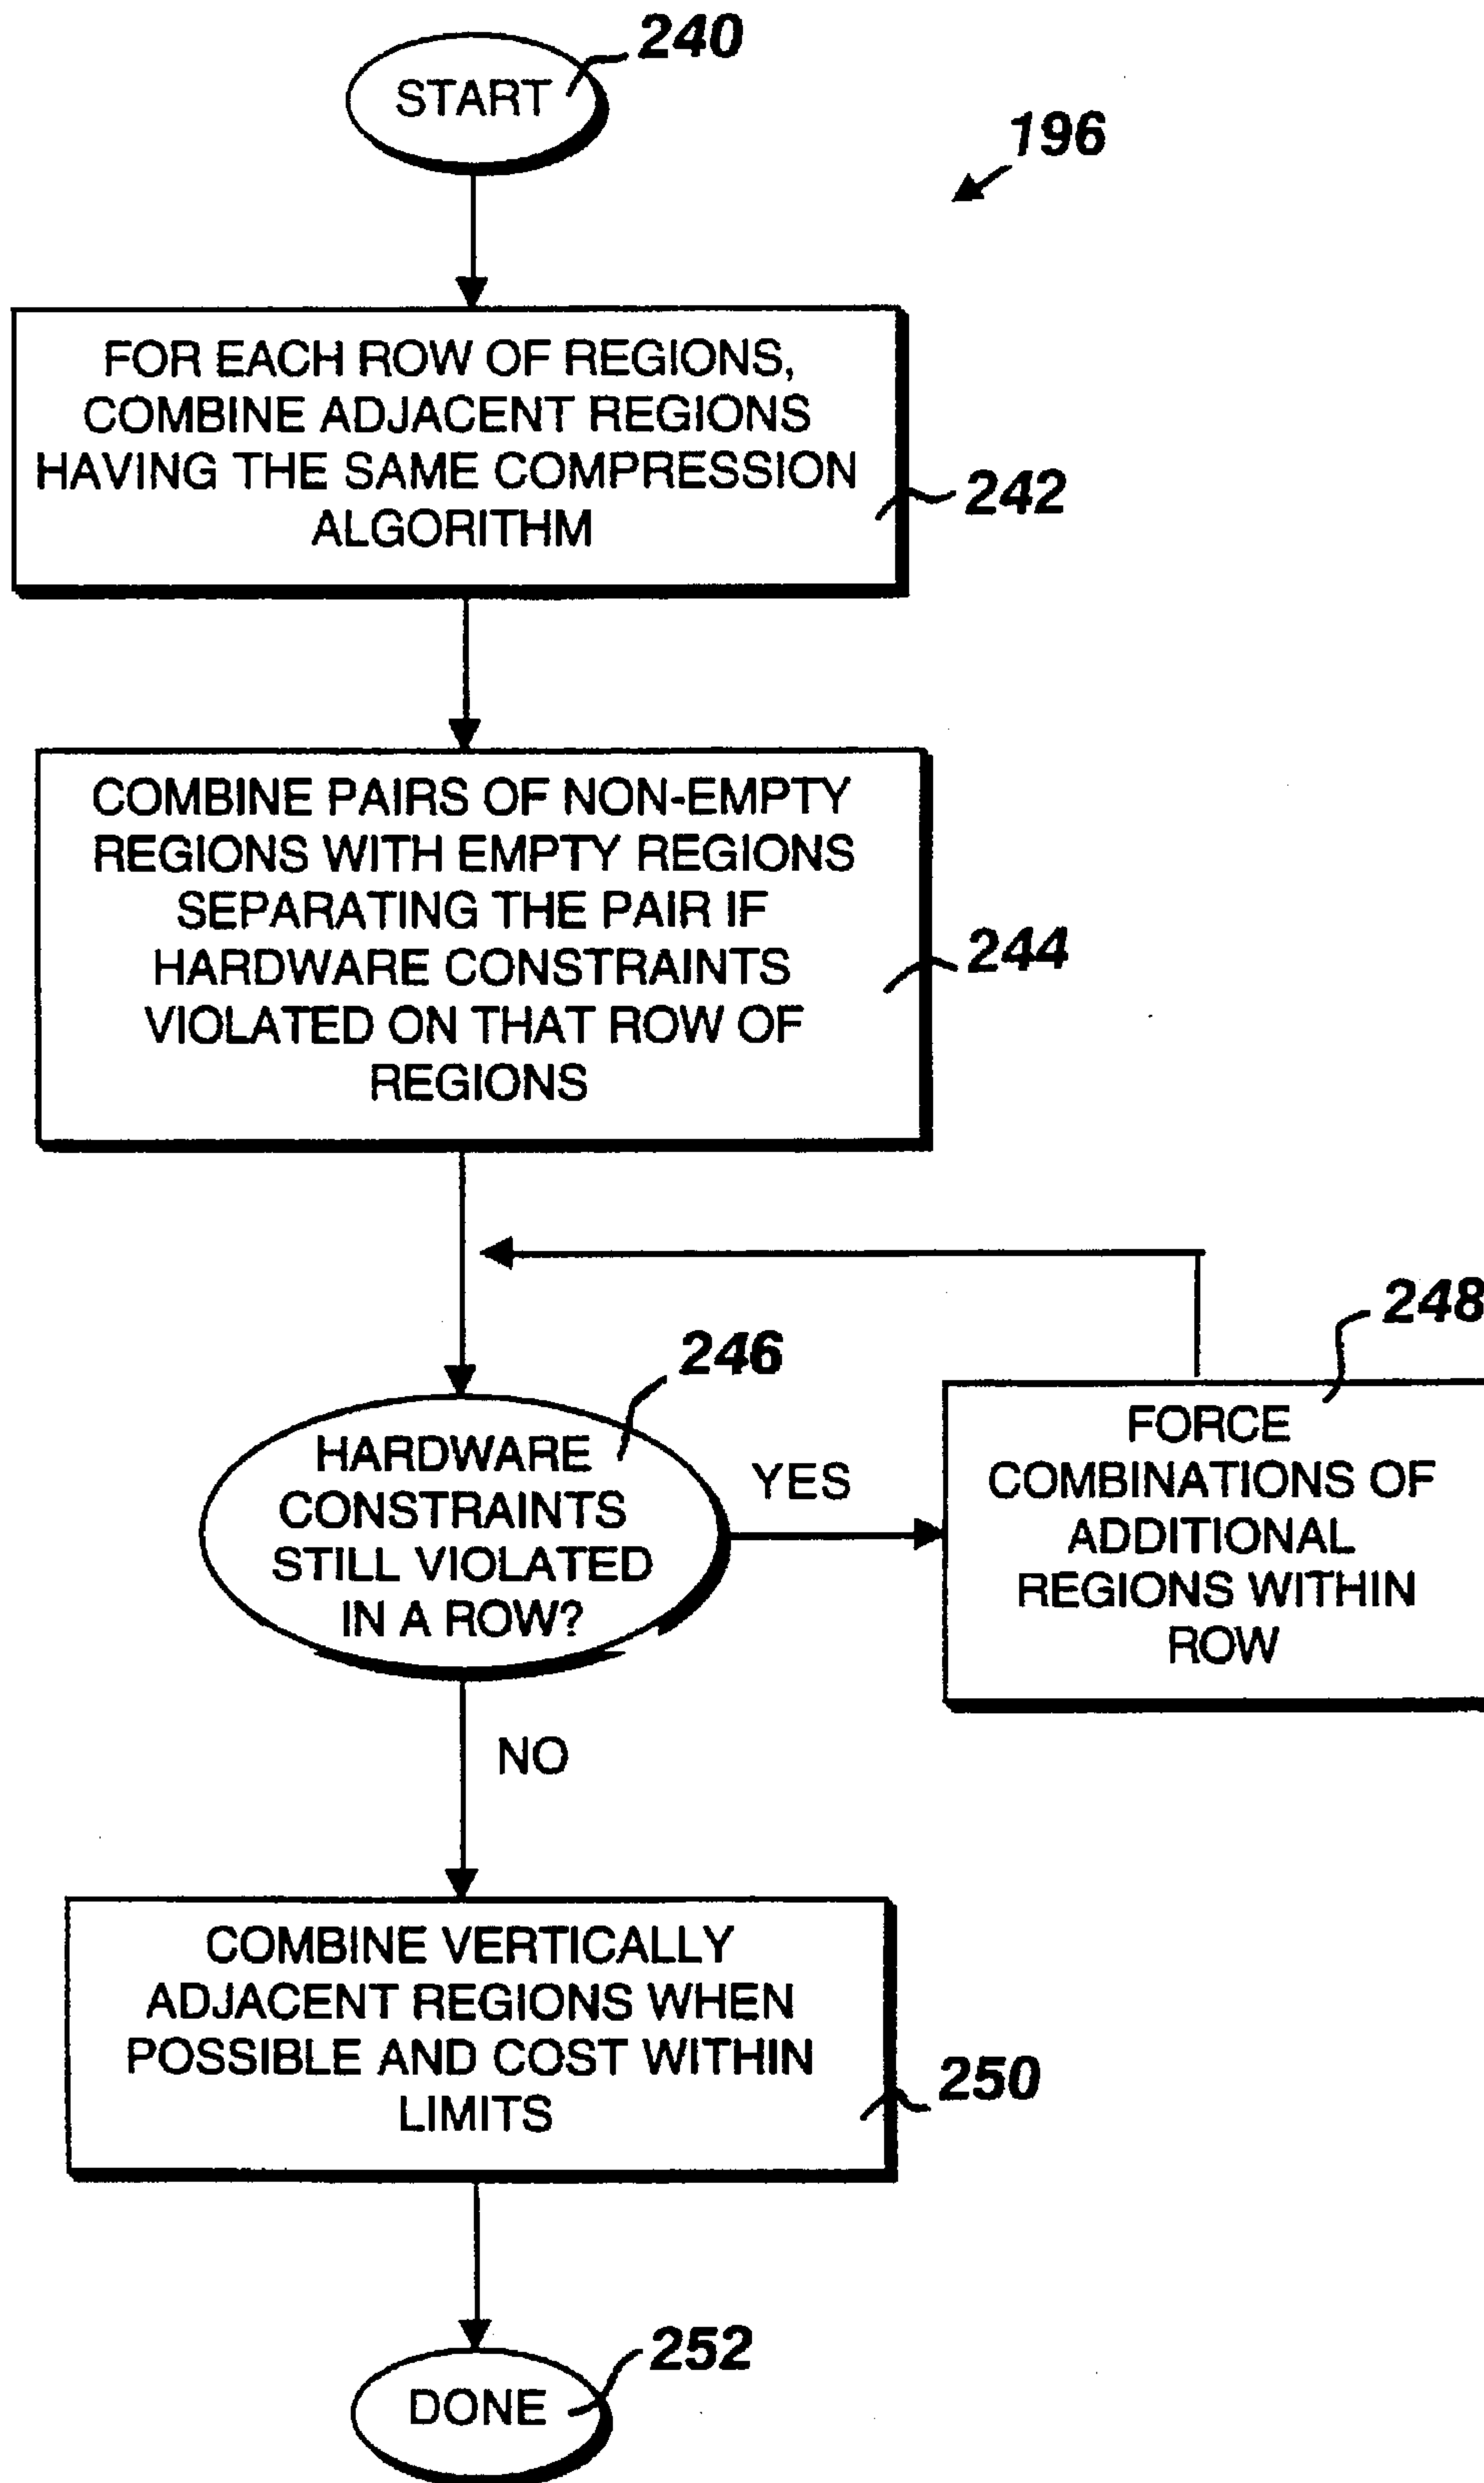 240
START
196
FOR EACH ROW OF REGIONS,
COMBINE ADJACENT REGIONS
HAVING THE SAME COMPRESSION
ALGORITHM
242
COMBINE PAIRS OF NON-EMPTY
REGIONS WITH EMPTY REGIONS
SEPARATING THE PAIR IF
HARDWARE CONSTRAINTS
VIOLATED ON THAT ROW OF
REGIONS
244
246
HARDWARE
CONSTRAINTS
STILL VIOLATED
IN A ROW?
YES
248
FORCE
COMBINATIONS OF
ADDITIONAL
REGIONS WITHIN
ROW
NO
COMBINE VERTICALLY
ADJACENT REGIONS WHEN
POSSIBLE AND COST WITHIN
LIMITS
250
252
DONE